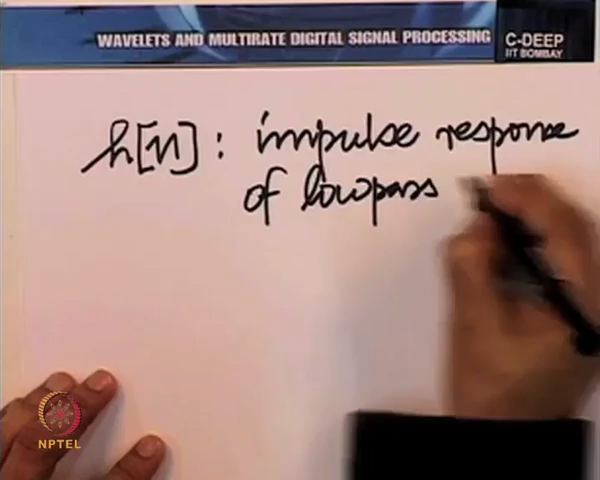 WAVELETS AND MULTIRATE DIGITAL SIGNAL PROCESSING
C-DEEP
IIT BOMBAY
h[n] : impulse response
of lowpass
NPTEL